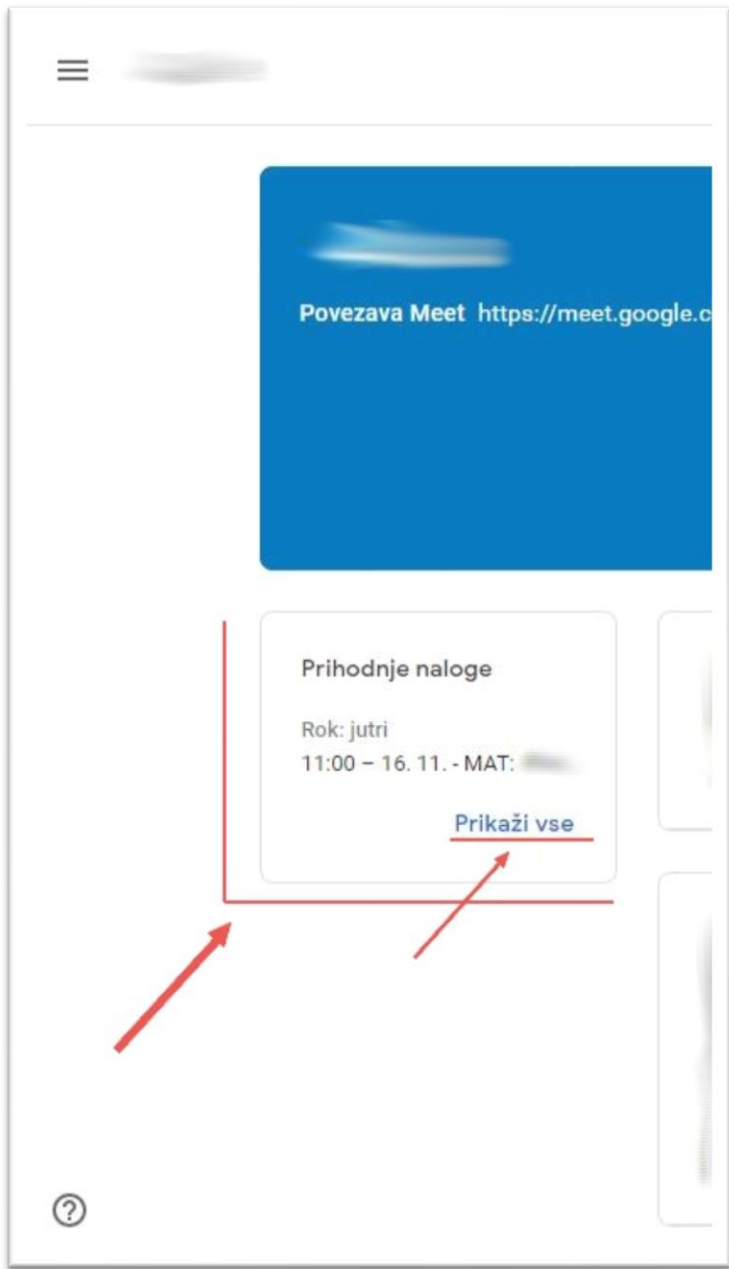 Povezava Meet https://meet.google.c
Prihodnje naloge
Rok: jutri
11:00 – 16. 11. - MAT:
Prikaži vse
?